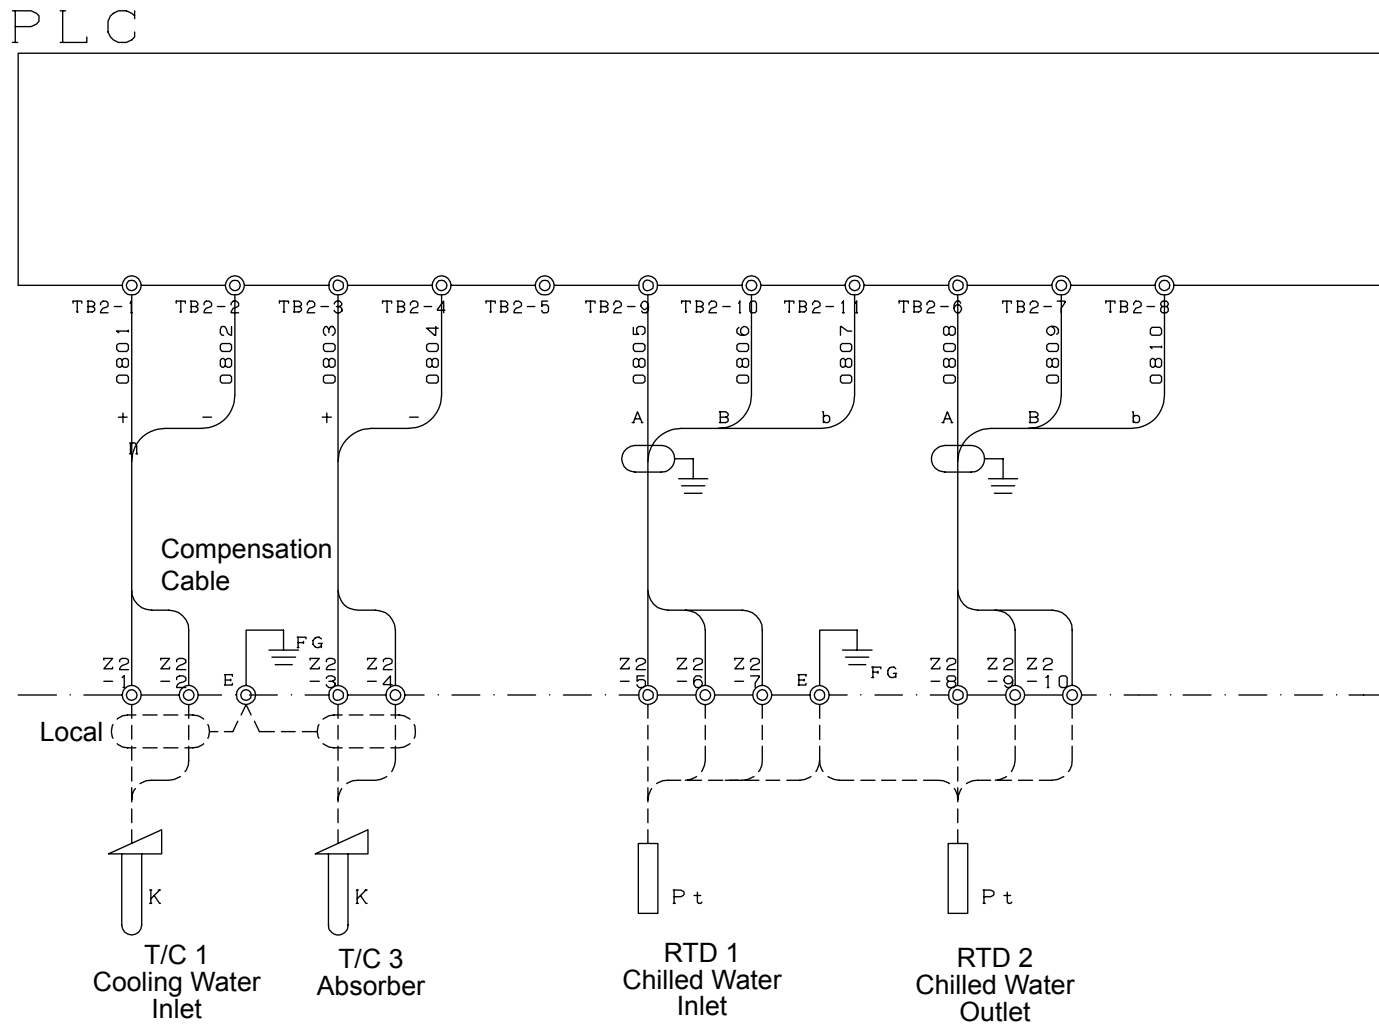 PLC
TB2-1 TB2-2 TB2-3 TB2-4 TB2-5 TB2-9 TB2-10 TB2-11 TB2-6 TB2-7 TB2-8
0801 0802 0803 0804 0805 0806 0807 0808 0809 0810
+ - + - A B b A B b
n
Compensation
Cable
FG FG
Z2 Z2 Z2 Z2 Z2 Z2 Z2 Z2 Z2 Z2
-1 -2 E -3 -4 -5 -6 -7 E -8 -9 -10
Local
K K Pt Pt
T/C 1
Cooling Water
Inlet
T/C 3
Absorber
RTD 1
Chilled Water
Inlet
RTD 2
Chilled Water
Outlet